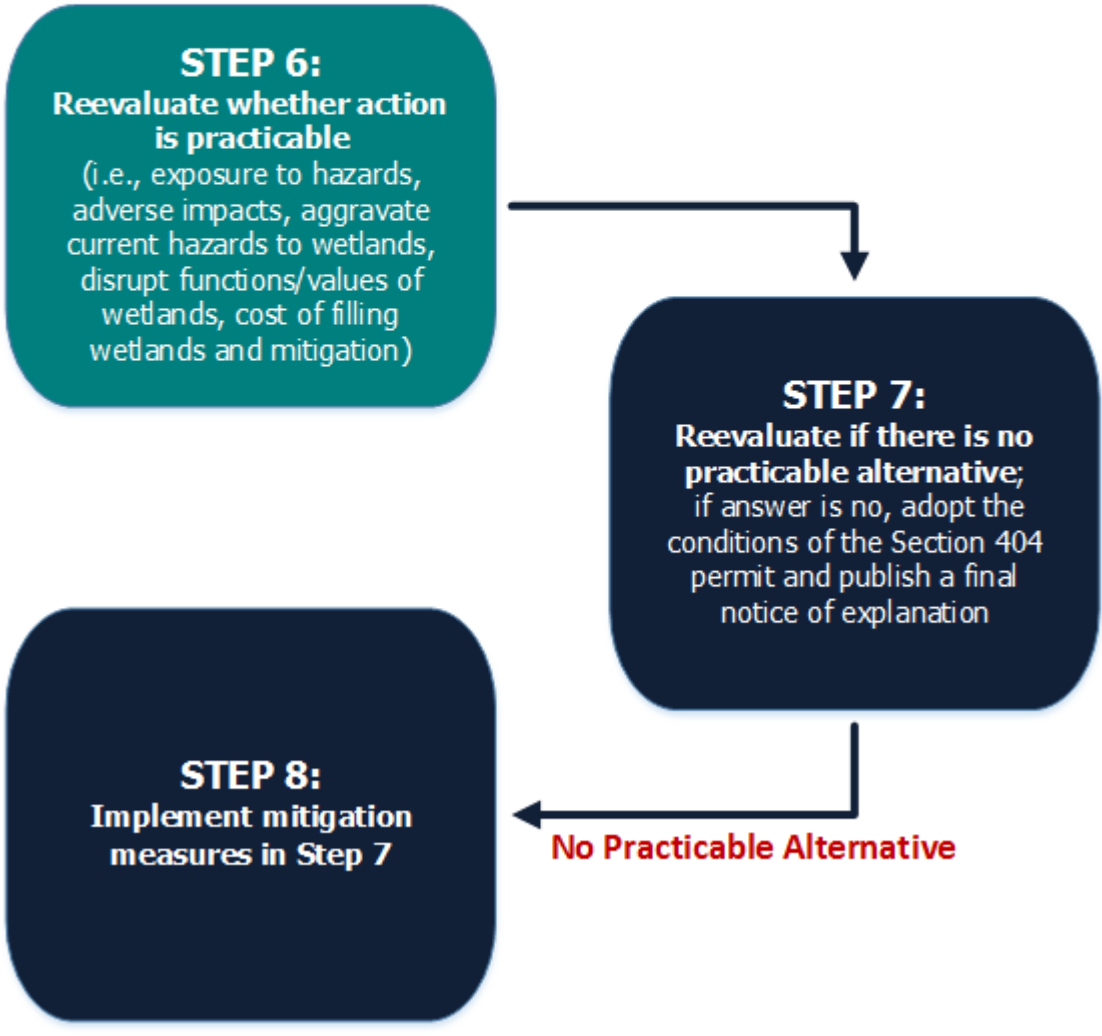 STEP 6:
Reevaluate whether action
is practicable
(i.e., exposure to hazards,
adverse impacts, aggravate
current hazards to wetlands,
disrupt functions/values of
wetlands, cost of filling
wetlands and mitigation)
STEP 7:
Reevaluate if there is no
practicable alternative;
if answer is no, adopt the
conditions of the Section 404
permit and publish a final
notice of explanation
No Practicable Alternative
STEP 8:
Implement mitigation
measures in Step 7